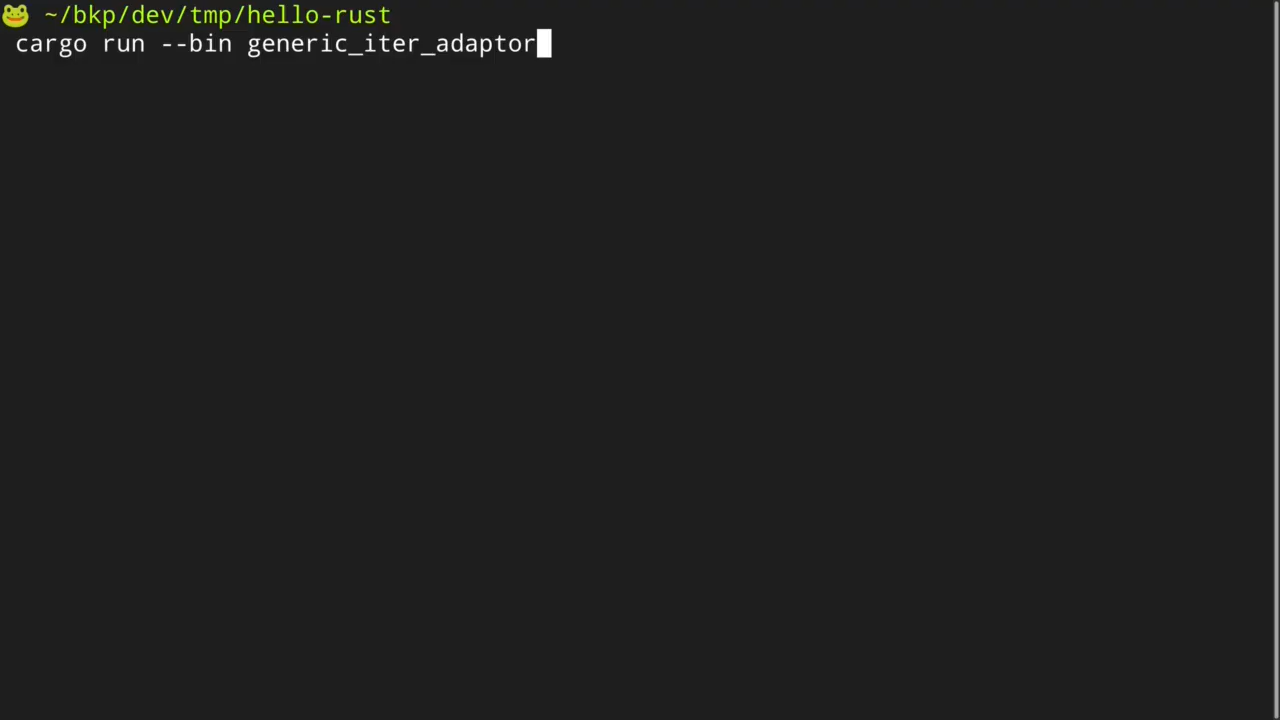 🐸 ~/bkp/dev/tmp/hello-rust
cargo run --bin generic_iter_adaptor